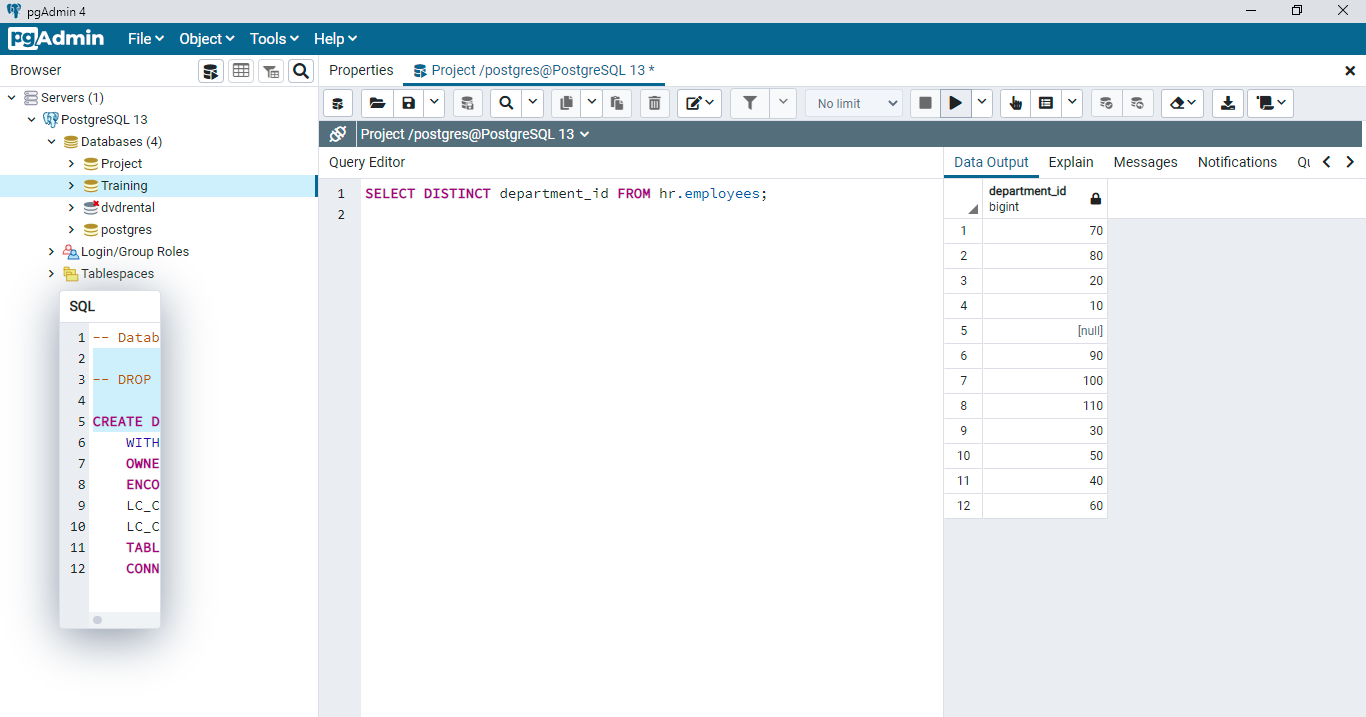 pgAdmin 4
pgAdmin
File
Object
Tools
Help
Browser
Properties
Project /postgres@PostgreSQL 13 *
Servers (1)
PostgreSQL 13
Databases (4)
Project
Training
dvdrental
postgres
Login/Group Roles
Tablespaces
SQL
1 -- Datab
2
3 -- DROP
4
5 CREATE D
6 WITH
7 OWNE
8 ENCO
9 LC_C
10 LC_C
11 TABL
12 CONN
No limit
Project /postgres@PostgreSQL 13
Query Editor
1 SELECT DISTINCT department_id FROM hr.employees;
2
Data Output
Explain
Messages
Notifications
department_id
bigint
1 70
2 80
3 20
4 10
5 [null]
6 90
7 100
8 110
9 30
10 50
11 40
12 60